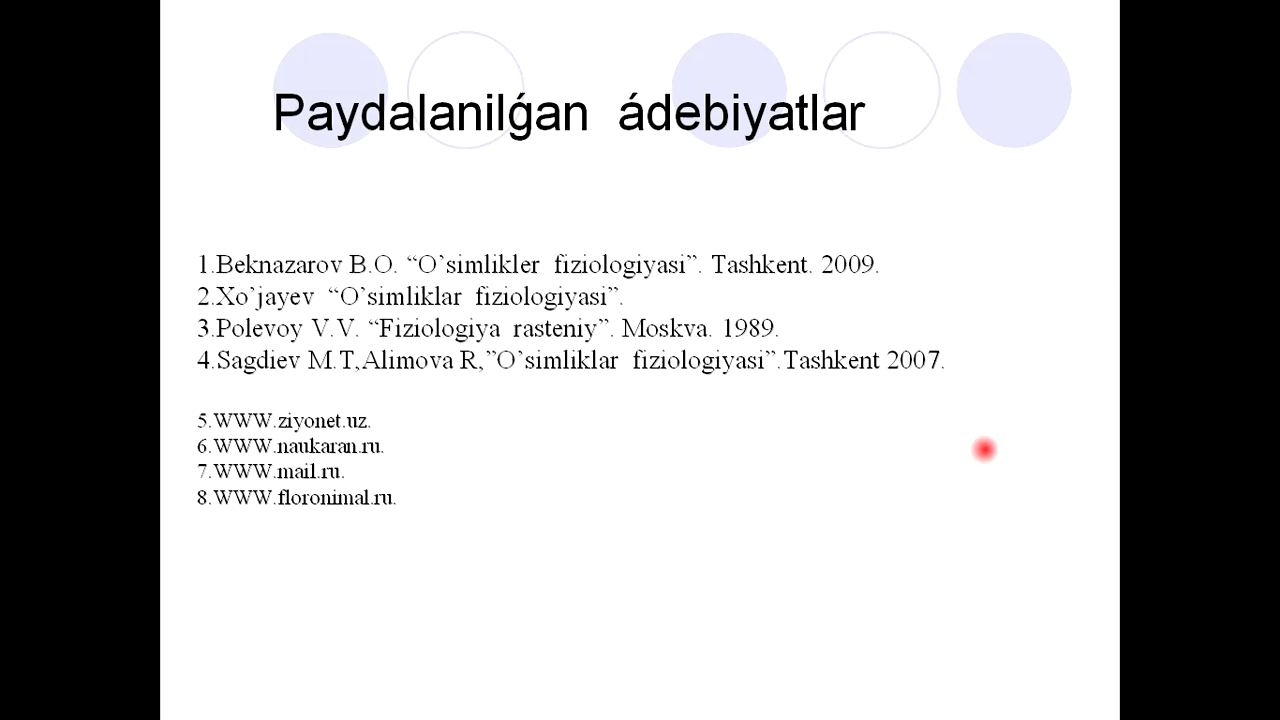 Paydalanilǵan ádebiyatlar
1.Beknazarov B.O. “O’simlikler fiziologiyasi”. Tashkent. 2009.
2.Xo’jayev “O’simliklar fiziologiyasi”.
3.Polevoy V.V. “Fiziologiya rasteniy”. Moskva. 1989.
4.Sagdiev M.T,Alimova R,”O’simliklar fiziologiyasi”.Tashkent 2007.
5.WWW.ziyonet.uz.
6.WWW.naukaran.ru.
7.WWW.mail.ru.
8.WWW.floronimal.ru.